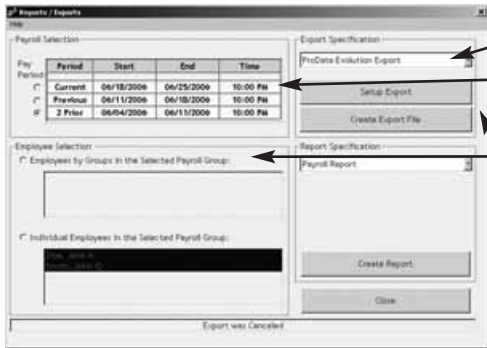 Reports / Exports
Help
Payroll Selection
Pay Period
Period Start End Time
Current 06/18/2006 06/25/2006 10:00 PM
Previous 06/11/2006 06/18/2006 10:00 PM
2 Prior 06/04/2006 06/11/2006 10:00 PM
Export Specification
ProData Evolution Export
Setup Export
Create Export File
Employee Selection
Employees by Groups in the Selected Payroll Group:
Individual Employees in the Selected Payroll Group:
Report Specification
Payroll Report
Create Report
Close
Export was Canceled